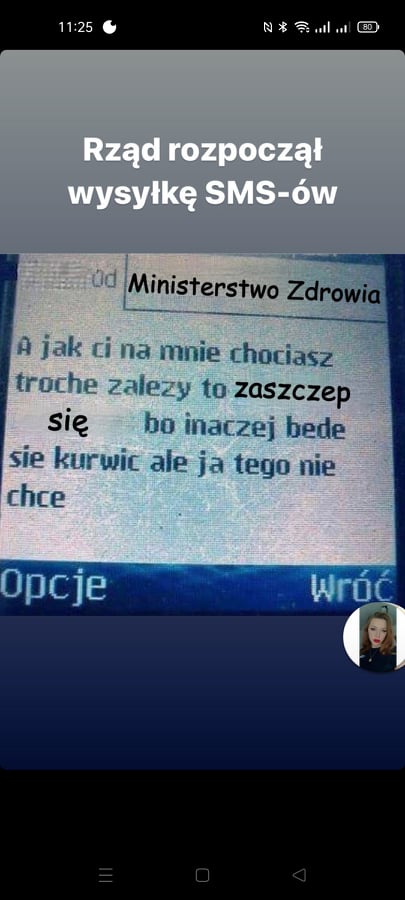 11:25
80
Rząd rozpoczął
wysyłkę SMS-ów
Od Ministerstwo Zdrowia
A jak ci na mnie chociasz
troche zalezy to zaszczep
się bo inaczej bede
sie kurwic ale ja tego nie
chce
Opcje Wróć